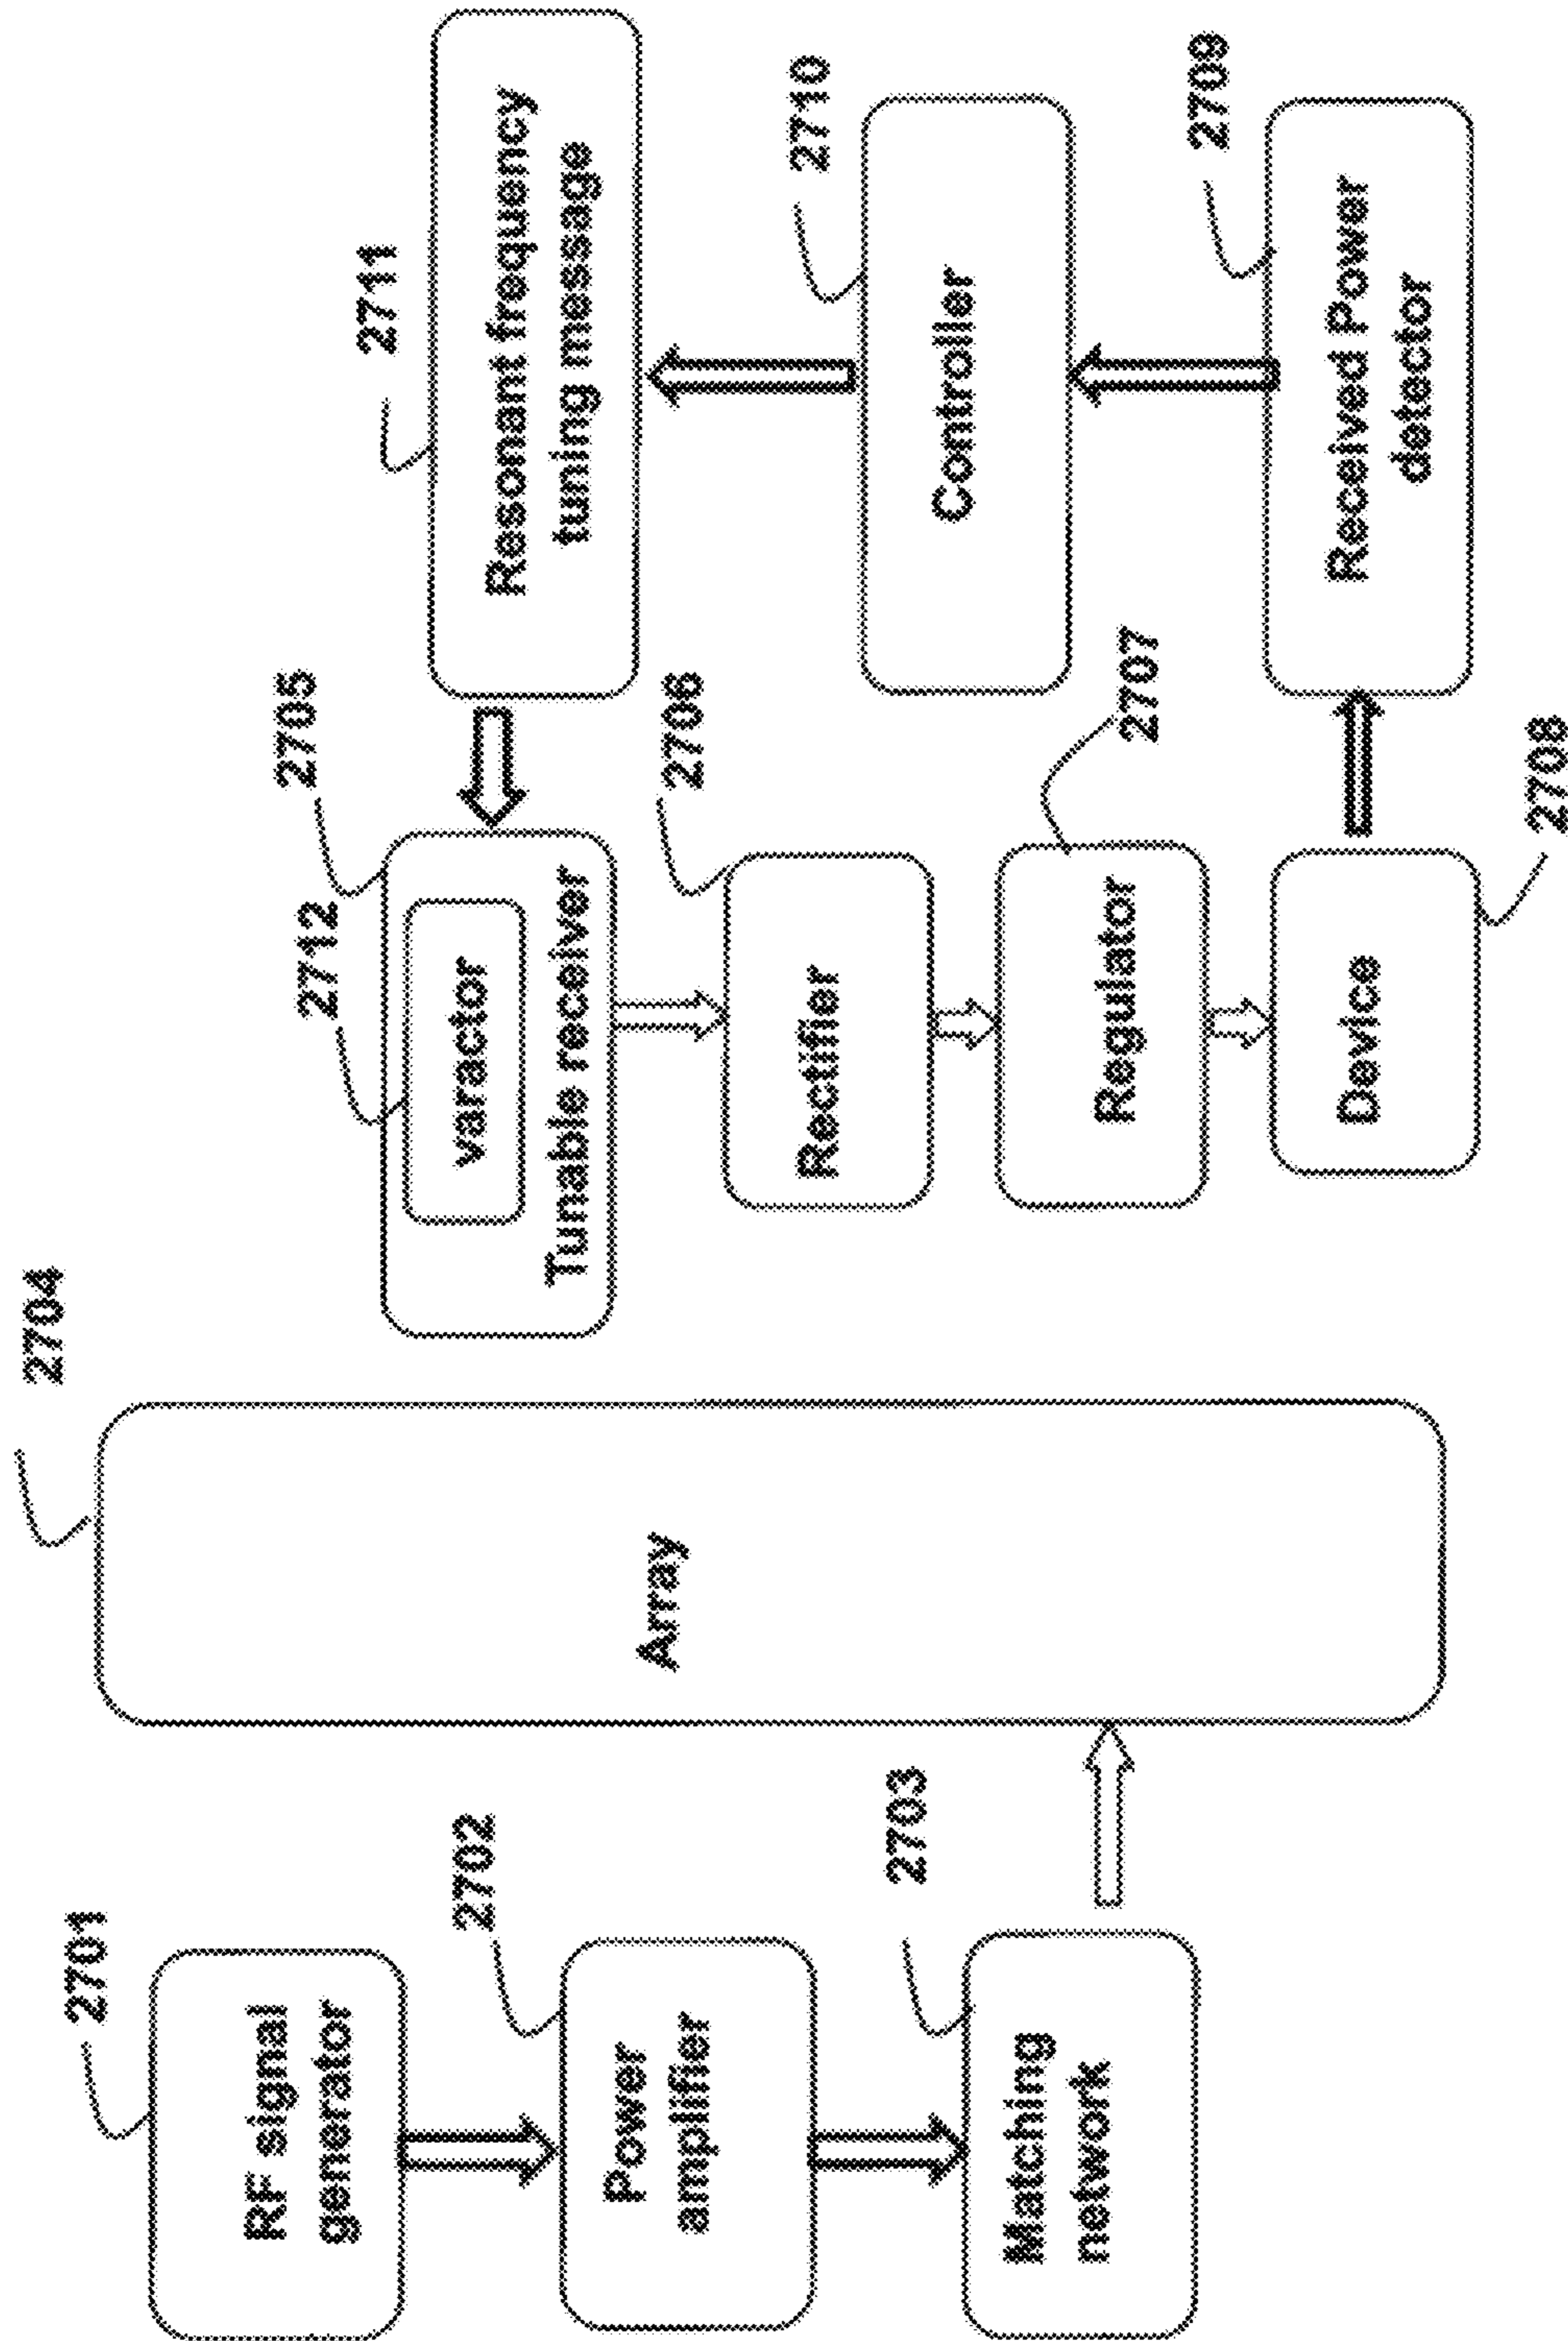 2701
RF signal
generator
2702
Power
amplifier
2703
Matching
network
2704
Array
2705
2712
varactor
Tunable receiver
2706
Rectifier
2707
Regulator
Device
2708
2711
Resonant frequency
tuning message
2710
Controller
2709
Received Power
detector